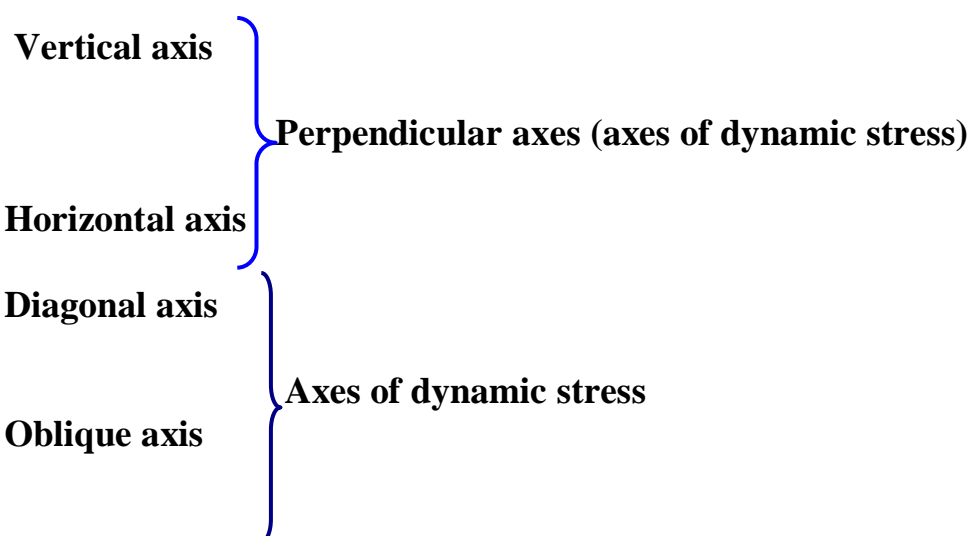 Vertical axis
Perpendicular axes (axes of dynamic stress)
Horizontal axis
Diagonal axis
Axes of dynamic stress
Oblique axis